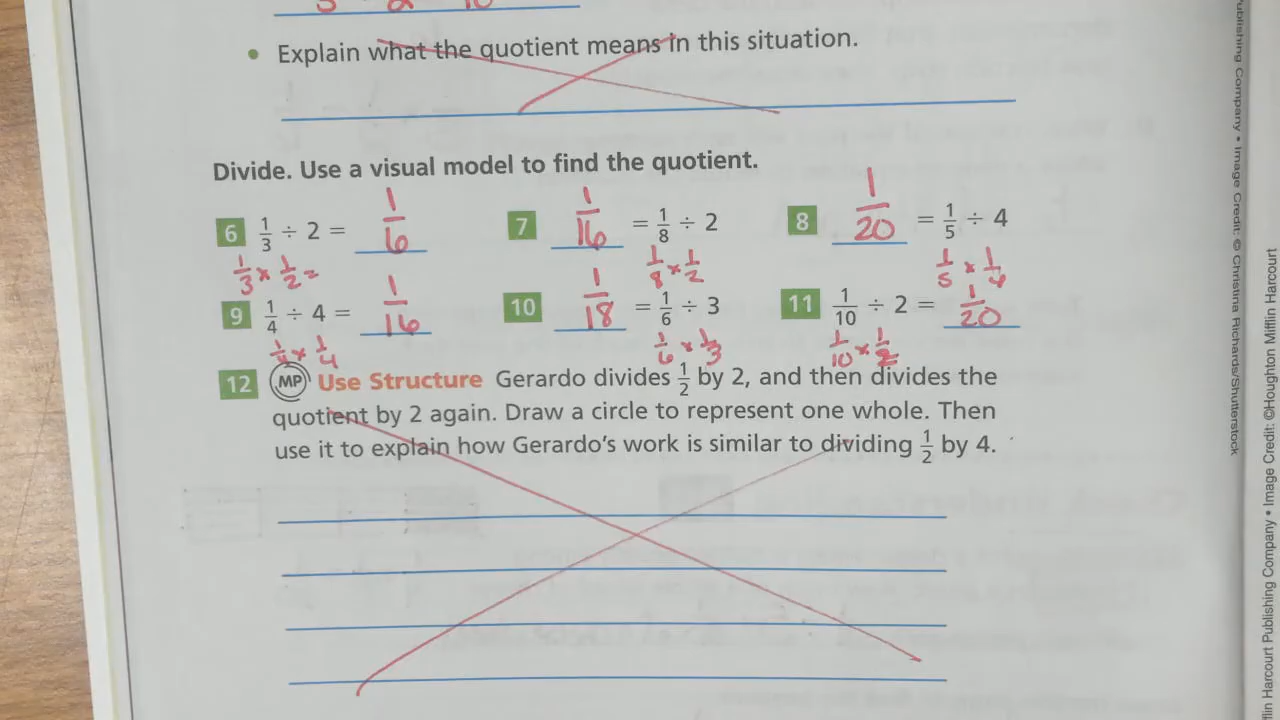 • Explain what the quotient means in this situation.
Divide. Use a visual model to find the quotient.
6 1/3 ÷ 2 = 1/6
1/3 × 1/2 =
7 1/16 = 1/8 ÷ 2
1/8 × 1/2
8 1/20 = 1/5 ÷ 4
1/5 × 1/4
9 1/4 ÷ 4 = 1/16
1/4 × 1/4
10 1/18 = 1/6 ÷ 3
1/6 × 1/3
11 1/10 ÷ 2 = 1/20
1/10 × 1/2
12 MP Use Structure Gerardo divides 1/2 by 2, and then divides the
quotient by 2 again. Draw a circle to represent one whole. Then
use it to explain how Gerardo's work is similar to dividing 1/2 by 4.
Publishing Company • Image Credit: © Christina Richards/Shutterstock
Harcourt Publishing Company • Image Credit: ©Houghton Mifflin Harcourt